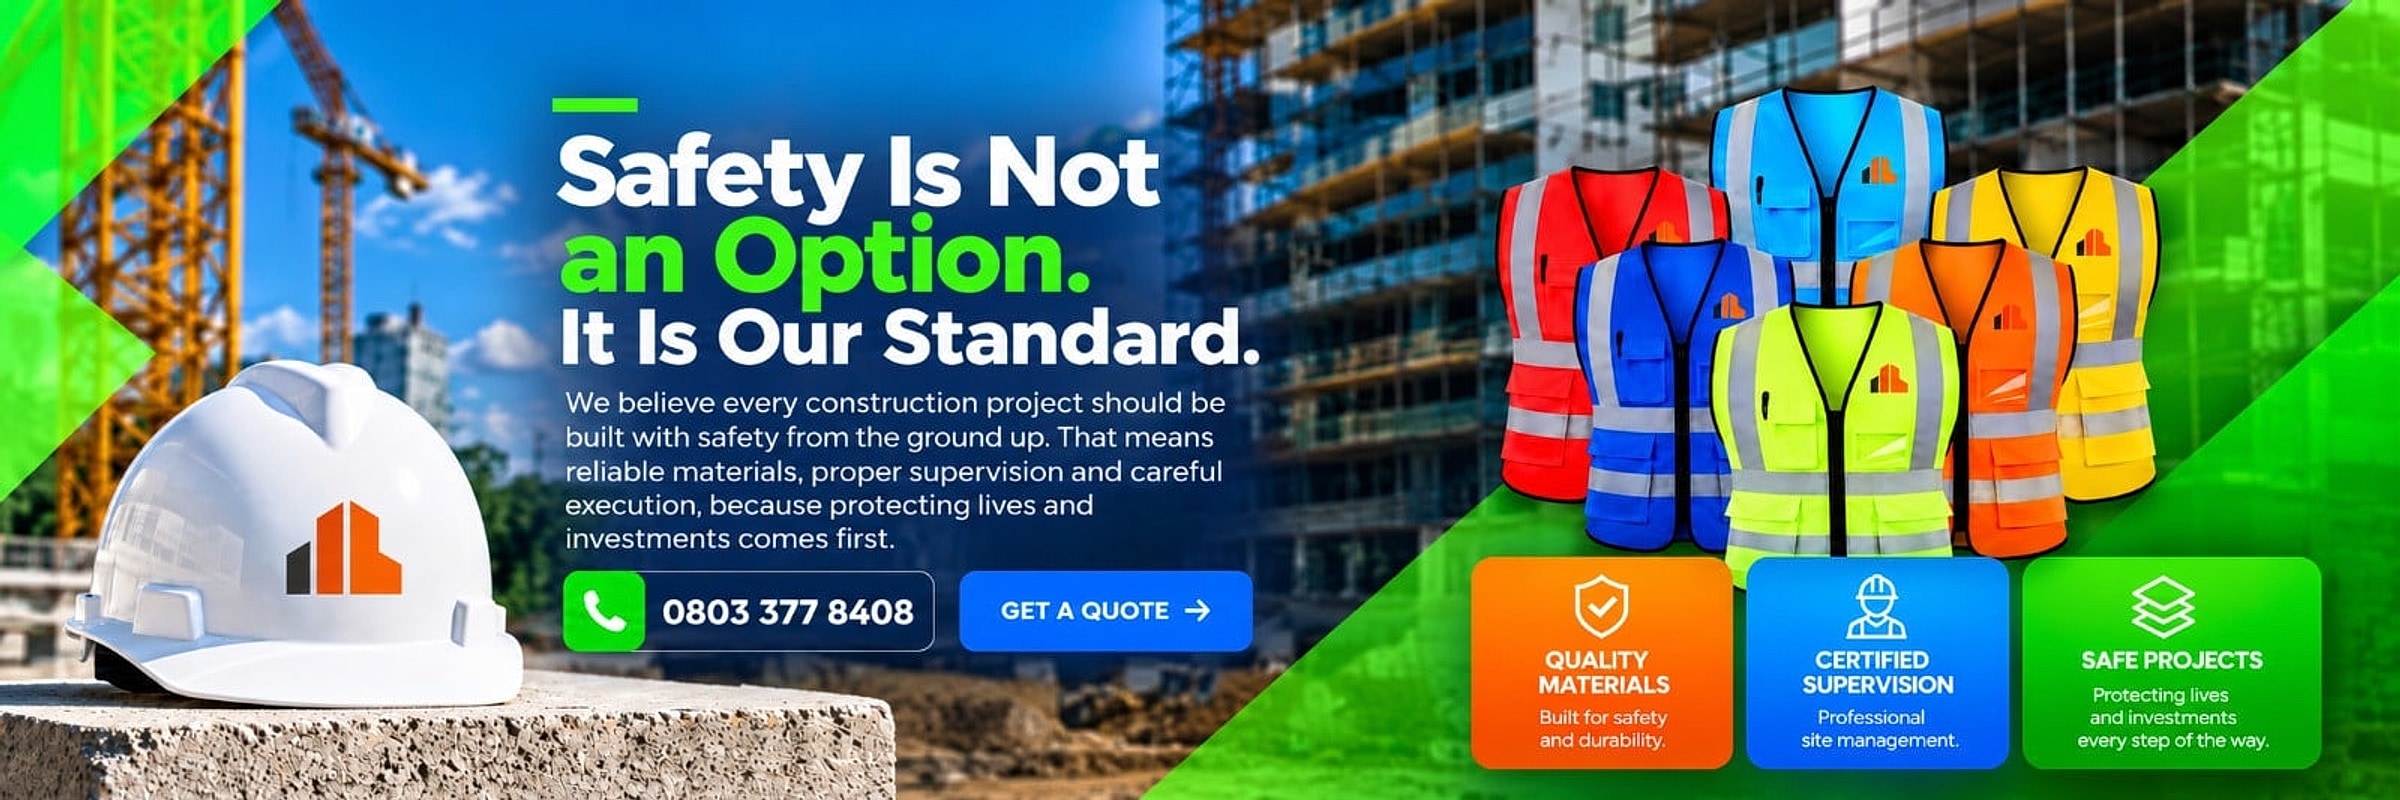 Safety Is Not
an Option.
It Is Our Standard.
We believe every construction project should be
built with safety from the ground up. That means
reliable materials, proper supervision and careful
execution, because protecting lives and
investments comes first.
0803 377 8408
GET A QUOTE
QUALITY
MATERIALS
Built for safety
and durability.
CERTIFIED
SUPERVISION
Professional
site management.
SAFE PROJECTS
Protecting lives
and investments
every step of the way.